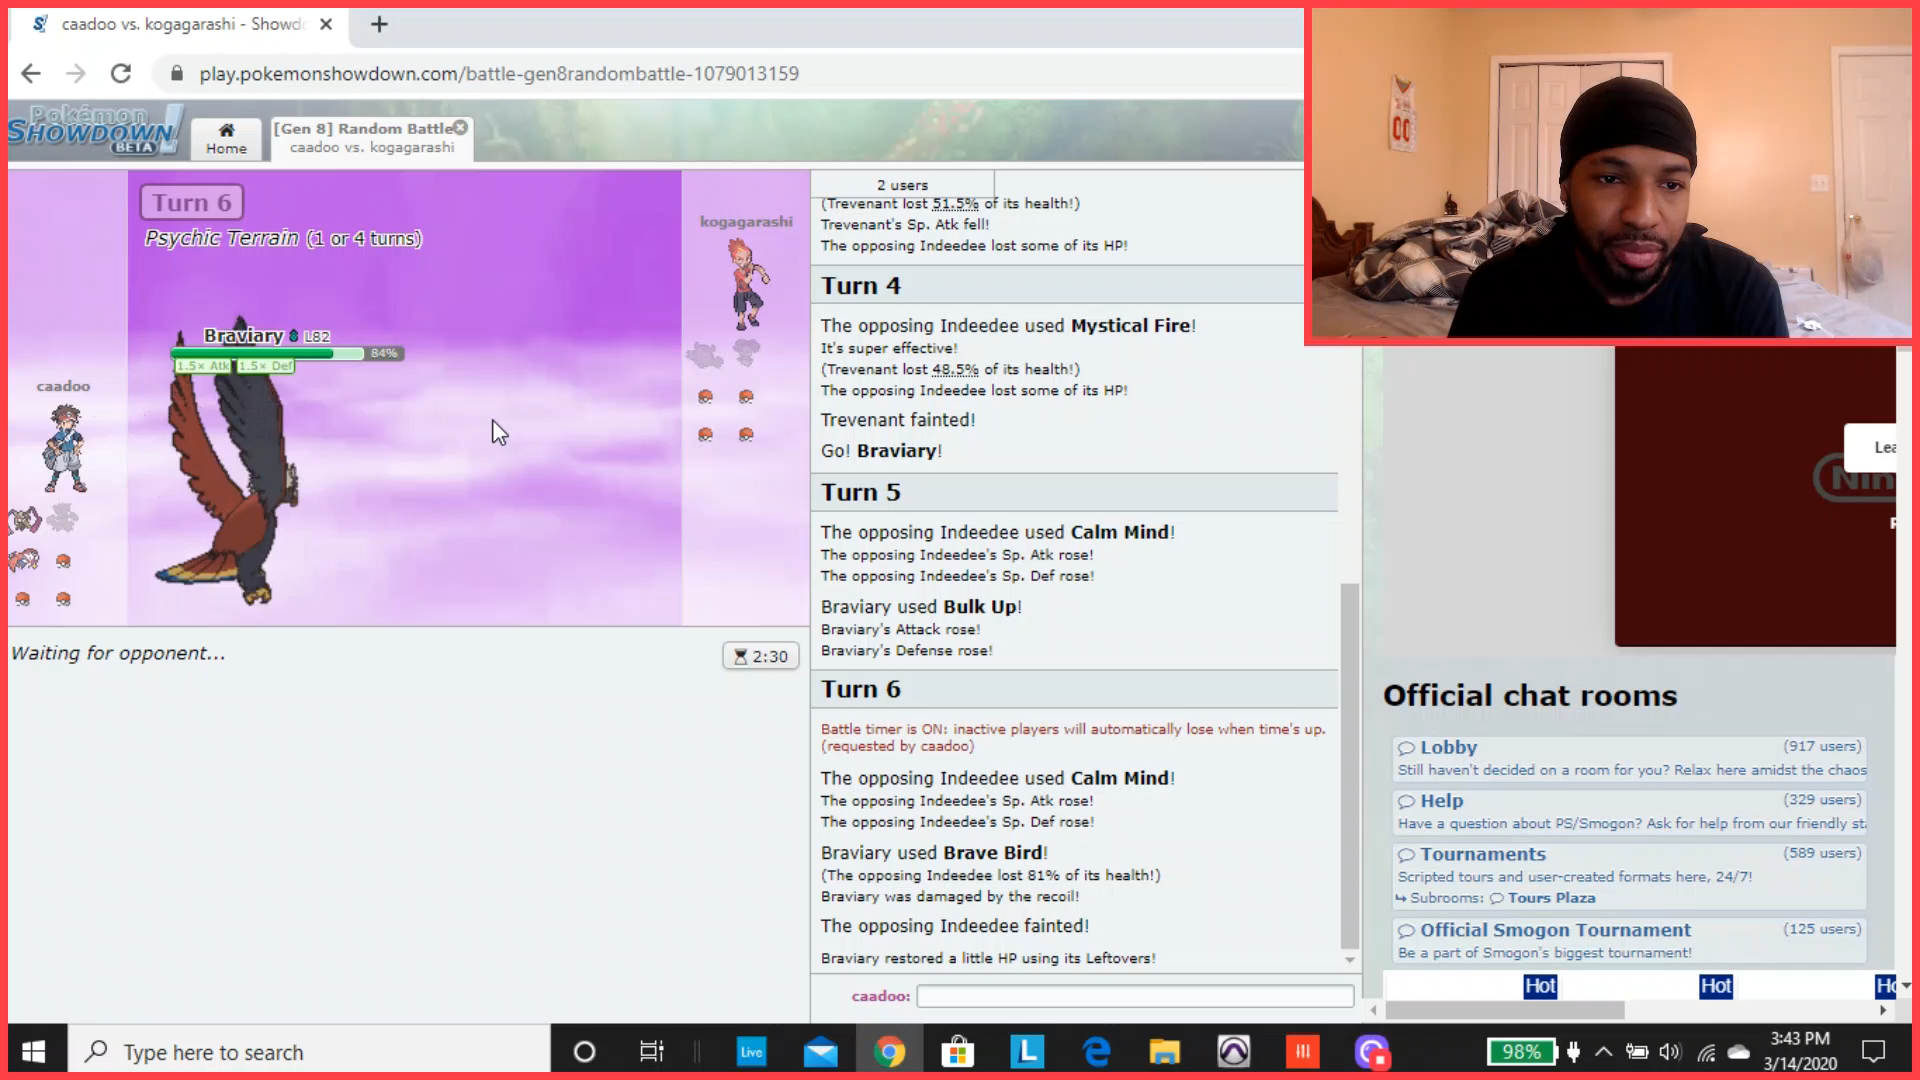 caadoo vs. kogagarashi - Showd
play.pokemonshowdown.com/battle-gen8randombattle-1079013159
Pokémon
SHOWDOWN!
BETA
Home
[Gen 8] Random Battle
caadoo vs. kogagarashi
Turn 6
Psychic Terrain (1 or 4 turns)
kogagarashi
Braviary L82
84%
1.5× Atk 1.5× Def
caadoo
Waiting for opponent...
2:30
2 users
(Trevenant lost 51.5% of its health!)
Trevenant's Sp. Atk fell!
The opposing Indeedee lost some of its HP!
Turn 4
The opposing Indeedee used Mystical Fire!
It's super effective!
(Trevenant lost 48.5% of its health!)
The opposing Indeedee lost some of its HP!
Trevenant fainted!
Go! Braviary!
Turn 5
The opposing Indeedee used Calm Mind!
The opposing Indeedee's Sp. Atk rose!
The opposing Indeedee's Sp. Def rose!
Braviary used Bulk Up!
Braviary's Attack rose!
Braviary's Defense rose!
Turn 6
Battle timer is ON: inactive players will automatically lose when time's up.
(requested by caadoo)
The opposing Indeedee used Calm Mind!
The opposing Indeedee's Sp. Atk rose!
The opposing Indeedee's Sp. Def rose!
Braviary used Brave Bird!
(The opposing Indeedee lost 81% of its health!)
Braviary was damaged by the recoil!
The opposing Indeedee fainted!
Braviary restored a little HP using its Leftovers!
caadoo:
00
Lea
Nin
Official chat rooms
Lobby (917 users)
Still haven't decided on a room for you? Relax here amidst the chaos
Help (329 users)
Have a question about PS/Smogon? Ask for help from our friendly st
Tournaments (589 users)
Scripted tours and user-created formats here, 24/7!
↳ Subrooms: Tours Plaza
Official Smogon Tournament (125 users)
Be a part of Smogon's biggest tournament!
Hot Hot Ho
Type here to search
Live
L
98%
3:43 PM
3/14/2020